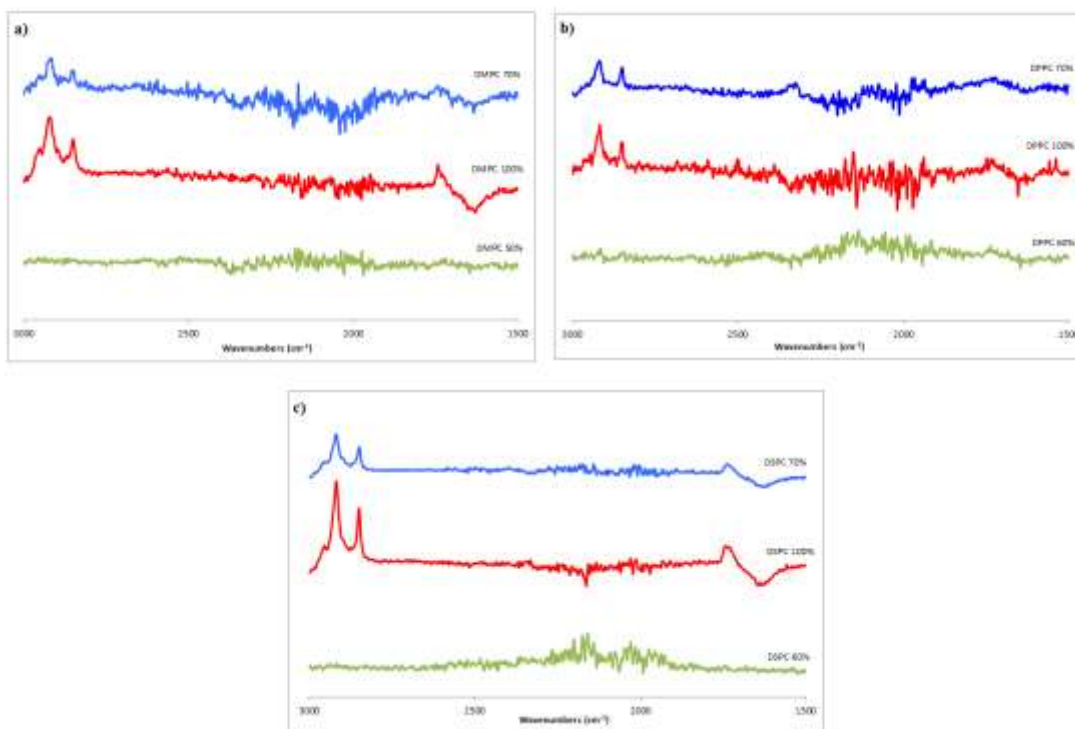 a)
DMPC 70%
DMPC 100%
DMPC 50%
3000 2500 2000 1500
Wavenumbers (cm⁻¹)
b)
DPPC 70%
DPPC 100%
DPPC 60%
3000 2500 2000 1500
Wavenumbers (cm⁻¹)
c)
DSPC 70%
DSPC 100%
DSPC 60%
3000 2500 2000 1500
Wavenumbers (cm⁻¹)